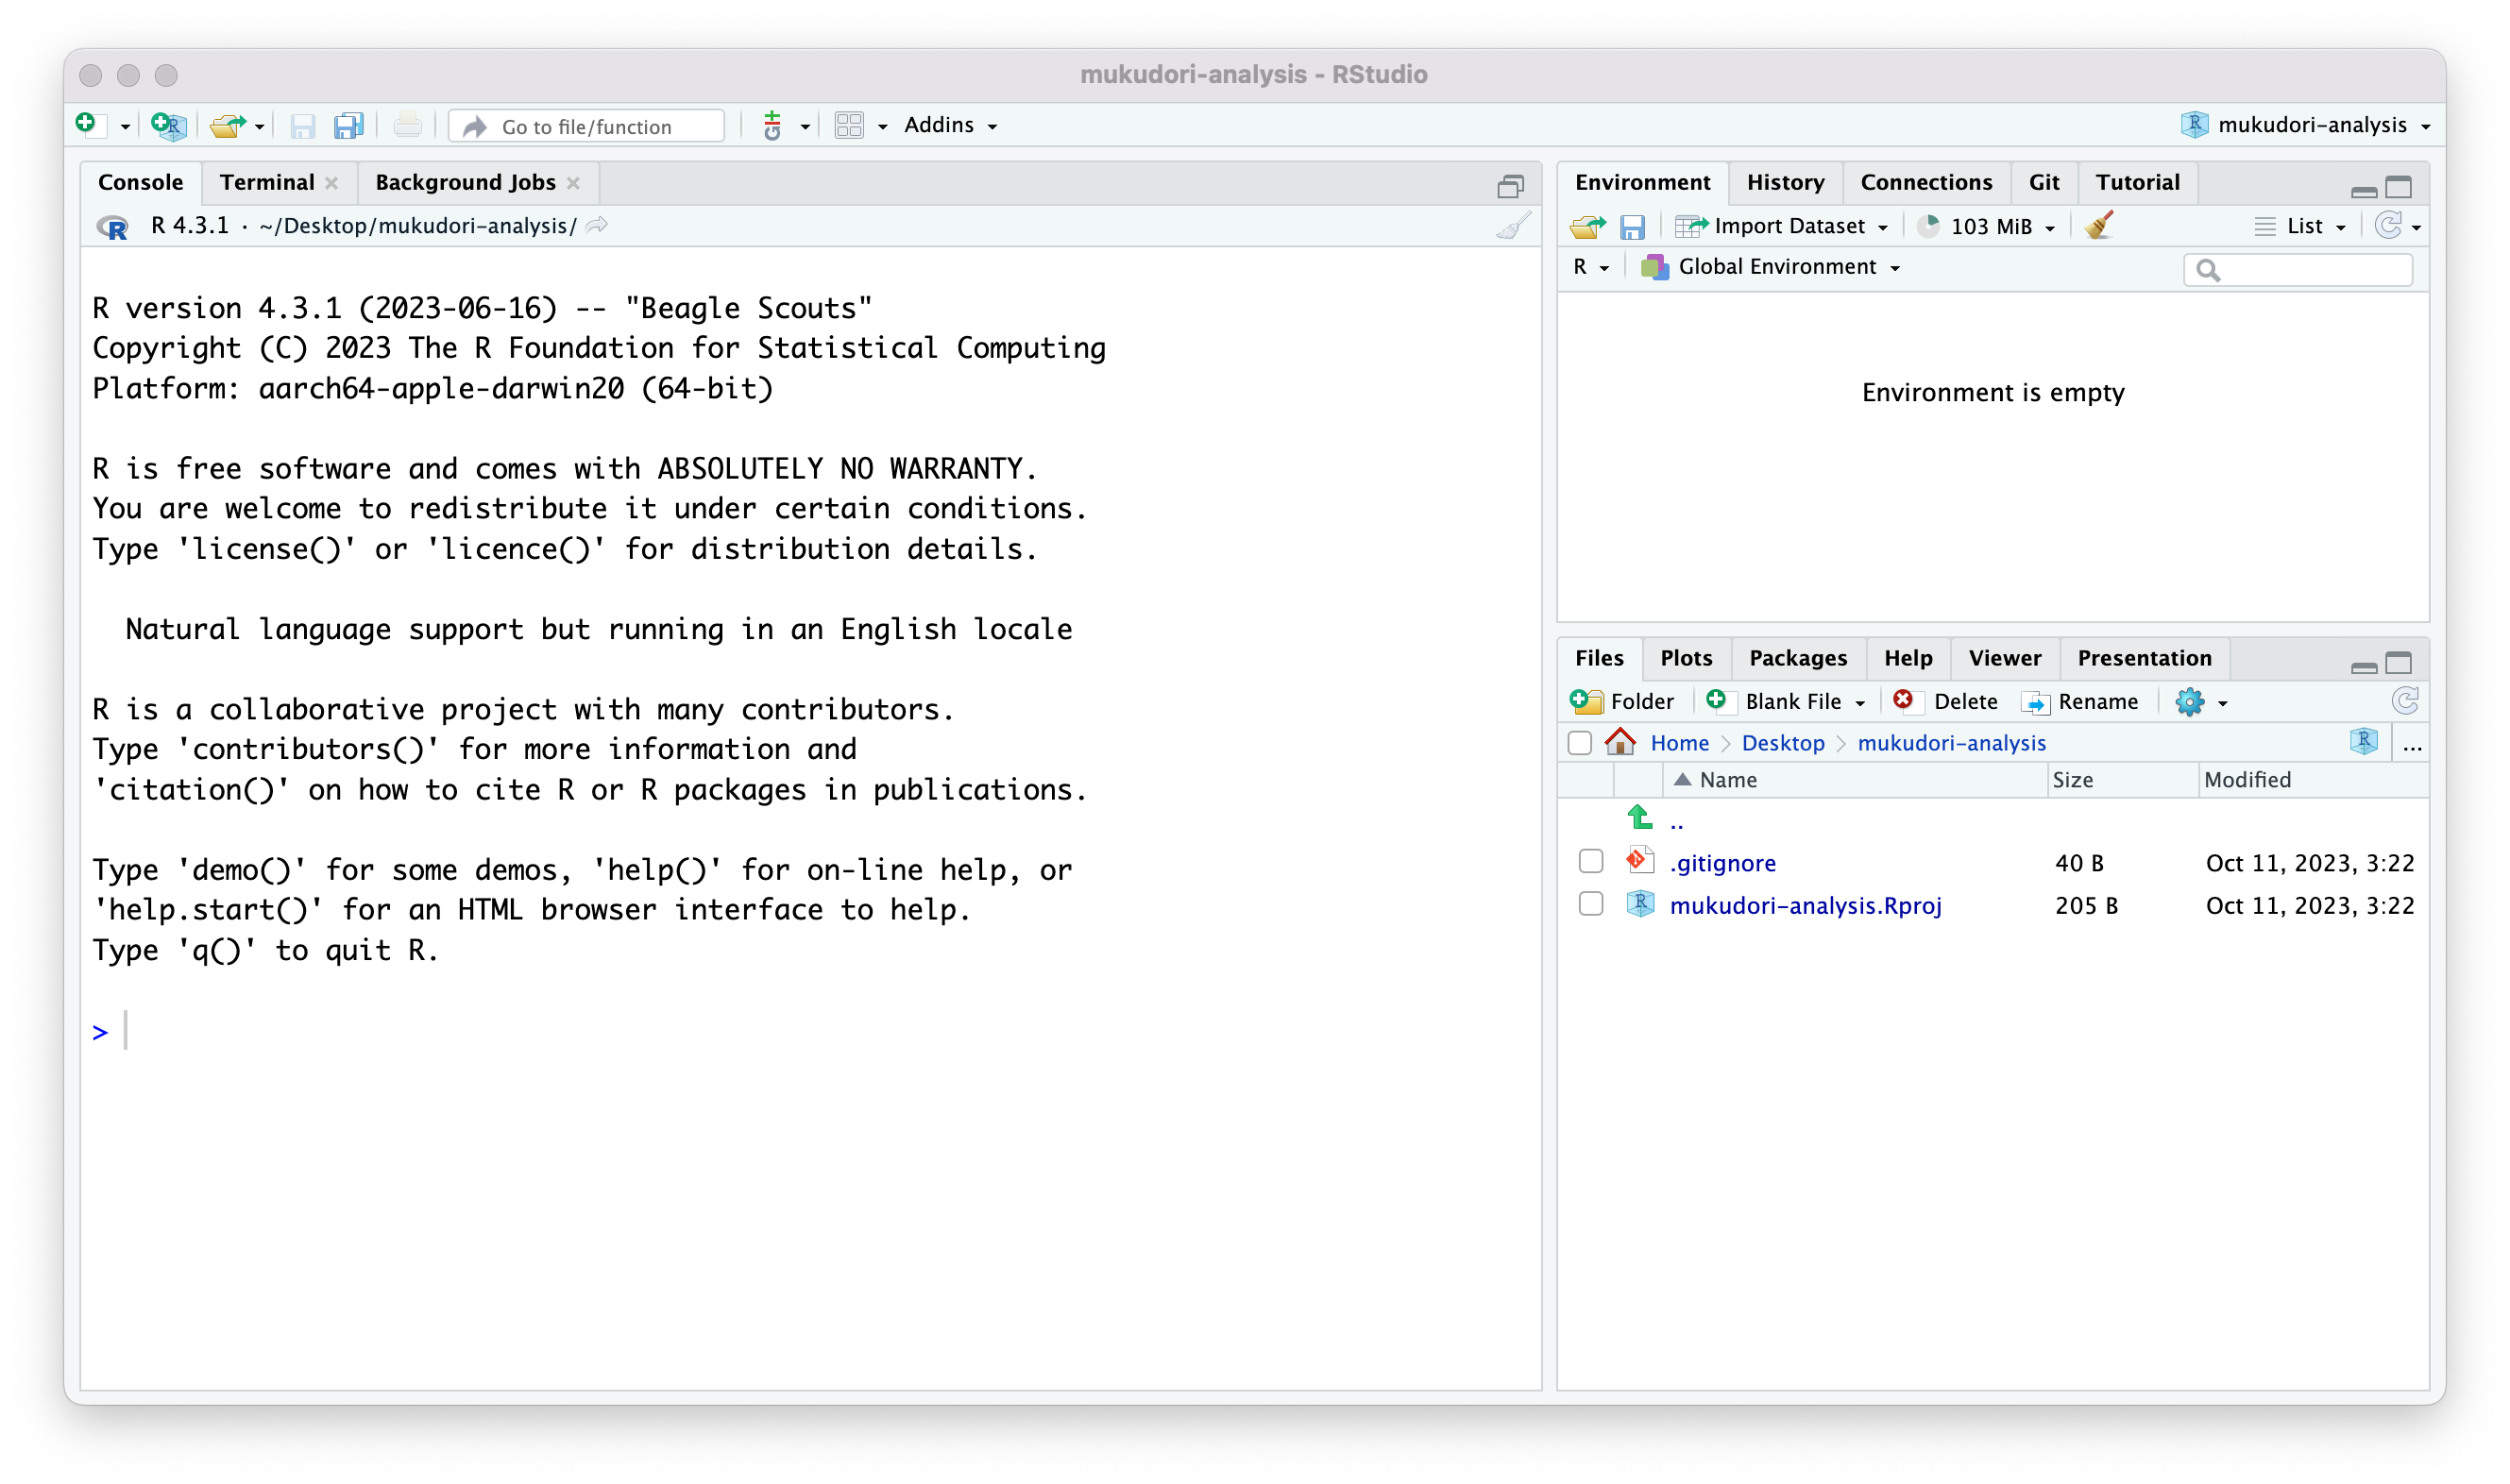 mukudori-analysis - RStudio
Go to file/function
Addins
mukudori-analysis
Console
Terminal
Background Jobs
R 4.3.1 · ~/Desktop/mukudori-analysis/
R version 4.3.1 (2023-06-16) -- "Beagle Scouts"
Copyright (C) 2023 The R Foundation for Statistical Computing
Platform: aarch64-apple-darwin20 (64-bit)
R is free software and comes with ABSOLUTELY NO WARRANTY.
You are welcome to redistribute it under certain conditions.
Type 'license()' or 'licence()' for distribution details.
Natural language support but running in an English locale
R is a collaborative project with many contributors.
Type 'contributors()' for more information and
'citation()' on how to cite R or R packages in publications.
Type 'demo()' for some demos, 'help()' for on-line help, or
'help.start()' for an HTML browser interface to help.
Type 'q()' to quit R.
>
Environment
History
Connections
Git
Tutorial
Import Dataset
103 MiB
List
R
Global Environment
Environment is empty
Files
Plots
Packages
Help
Viewer
Presentation
Folder
Blank File
Delete
Rename
Home
Desktop
mukudori-analysis
...
Name
Size
Modified
..
.gitignore
40 B
Oct 11, 2023, 3:22
mukudori-analysis.Rproj
205 B
Oct 11, 2023, 3:22